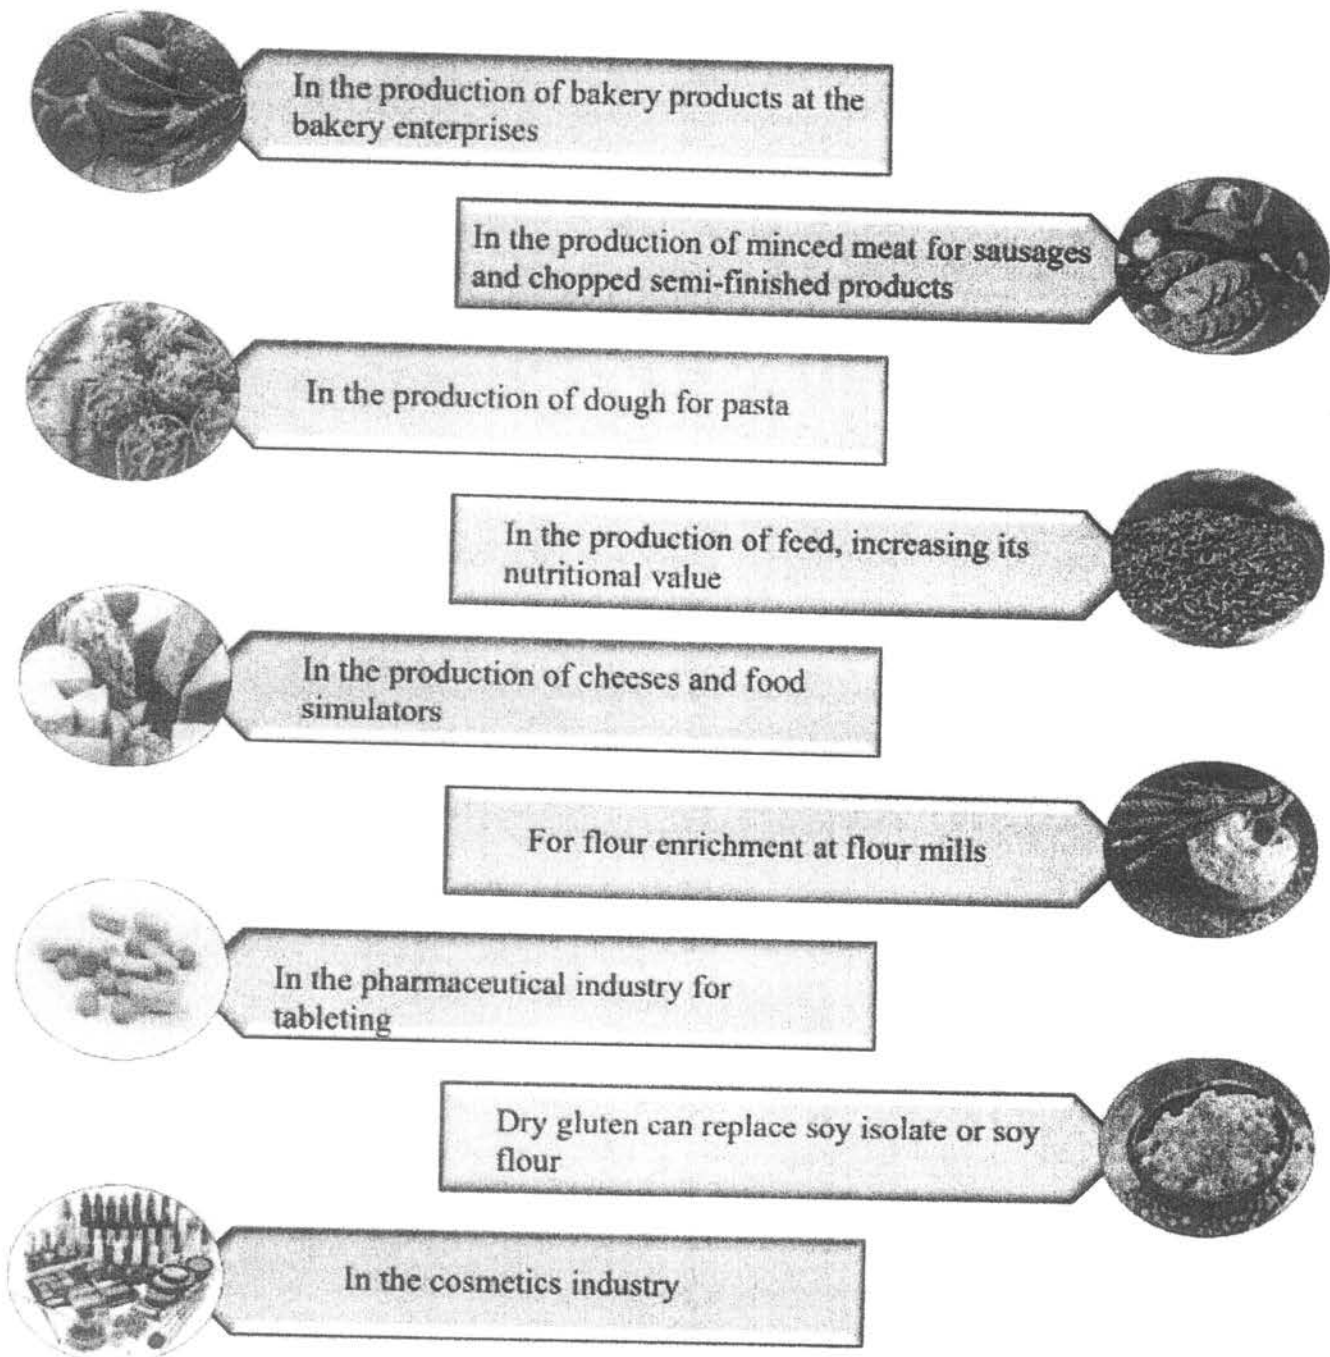 In the production of bakery products at the
bakery enterprises
In the production of minced meat for sausages
and chopped semi-finished products
In the production of dough for pasta
In the production of feed, increasing its
nutritional value
In the production of cheeses and food
simulators
For flour enrichment at flour mills
In the pharmaceutical industry for
tableting
Dry gluten can replace soy isolate or soy
flour
In the cosmetics industry